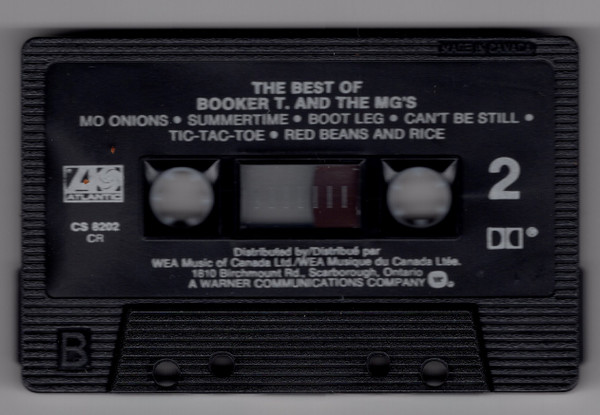 MADE IN CANADA
THE BEST OF
BOOKER T. AND THE MG'S
MO ONIONS • SUMMERTIME • BOOT LEG • CAN'T BE STILL •
TIC-TAC-TOE • RED BEANS AND RICE
ATLANTIC
2
CS 8202
CR
Distributed by/Distribué par
WEA Music of Canada Ltd./WEA Musique du Canada Ltée.
1810 Birchmount Rd., Scarborough, Ontario
A WARNER COMMUNICATIONS COMPANY
B